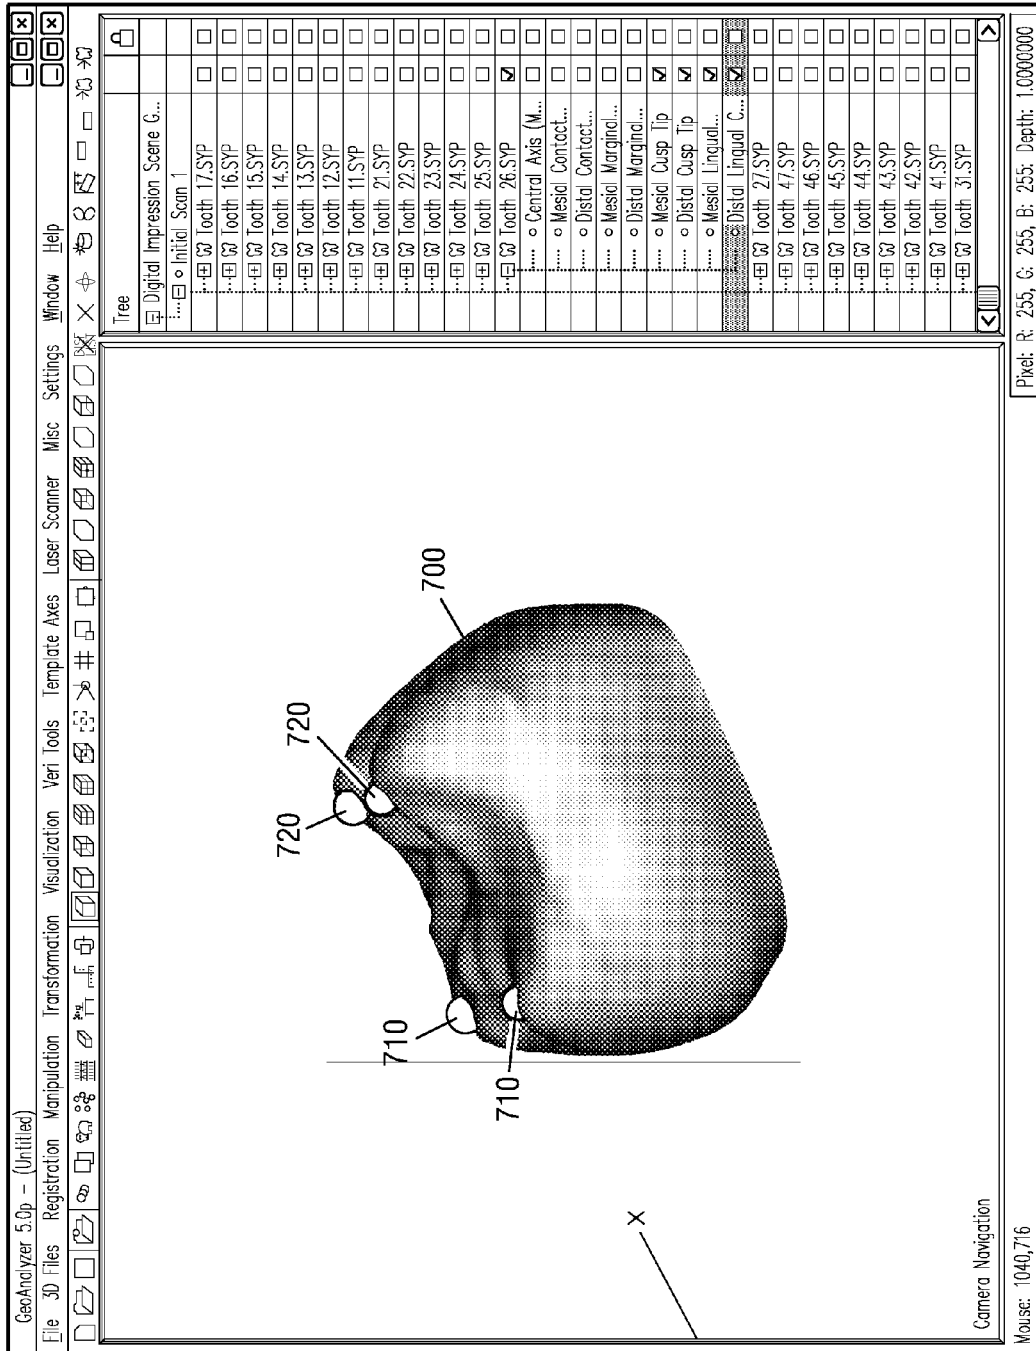 GeoAnalyzer 5.0p - (Untitled)
File 3D Files Registration Manipulation Transformation Visualization Veri Tools Template Axes Laser Scanner Misc Settings Window Help
Tree
Digital Impression Scene G...
Initial Scan 1
Tooth 17.SYP
Tooth 16.SYP
Tooth 15.SYP
Tooth 14.SYP
Tooth 13.SYP
Tooth 12.SYP
Tooth 11.SYP
Tooth 21.SYP
Tooth 22.SYP
Tooth 23.SYP
Tooth 24.SYP
Tooth 25.SYP
Tooth 26.SYP
Central Axis (M...
Mesial Contact...
Distal Contact...
Mesial Marginal...
Distal Marginal...
Mesial Cusp Tip
Distal Cusp Tip
Mesial Lingual...
Distal Lingual C...
Tooth 27.SYP
Tooth 47.SYP
Tooth 46.SYP
Tooth 45.SYP
Tooth 44.SYP
Tooth 43.SYP
Tooth 42.SYP
Tooth 41.SYP
Tooth 31.SYP
720
720
700
710
710
Camera Navigation
Mouse: 1040,716
Pixel: R: 255, G: 255, B: 255: Depth: 1.0000000